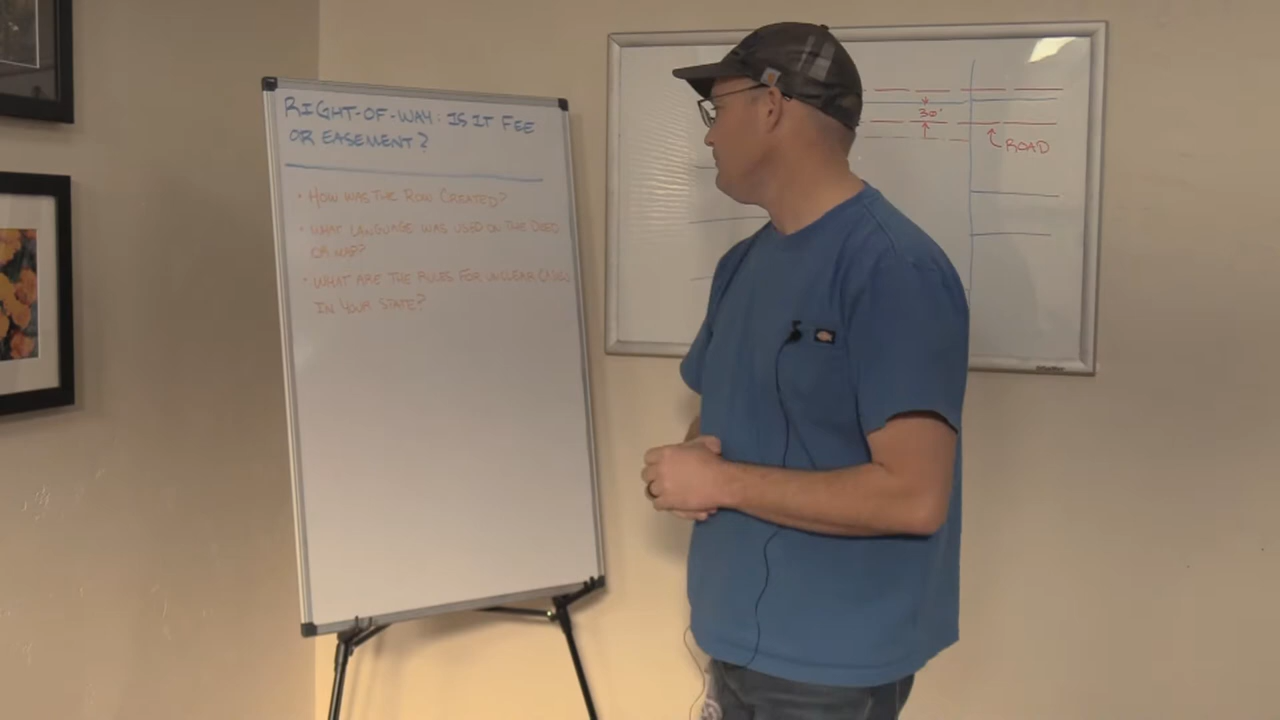 RIGHT-OF-WAY: IS IT FEE
OR EASEMENT?
• HOW WAS THE ROW CREATED?
• WHAT LANGUAGE WAS USED ON THE DEED
OR MAP?
• WHAT ARE THE RULES FOR UNCLEAR CASES
IN YOUR STATE?
30'
ROAD